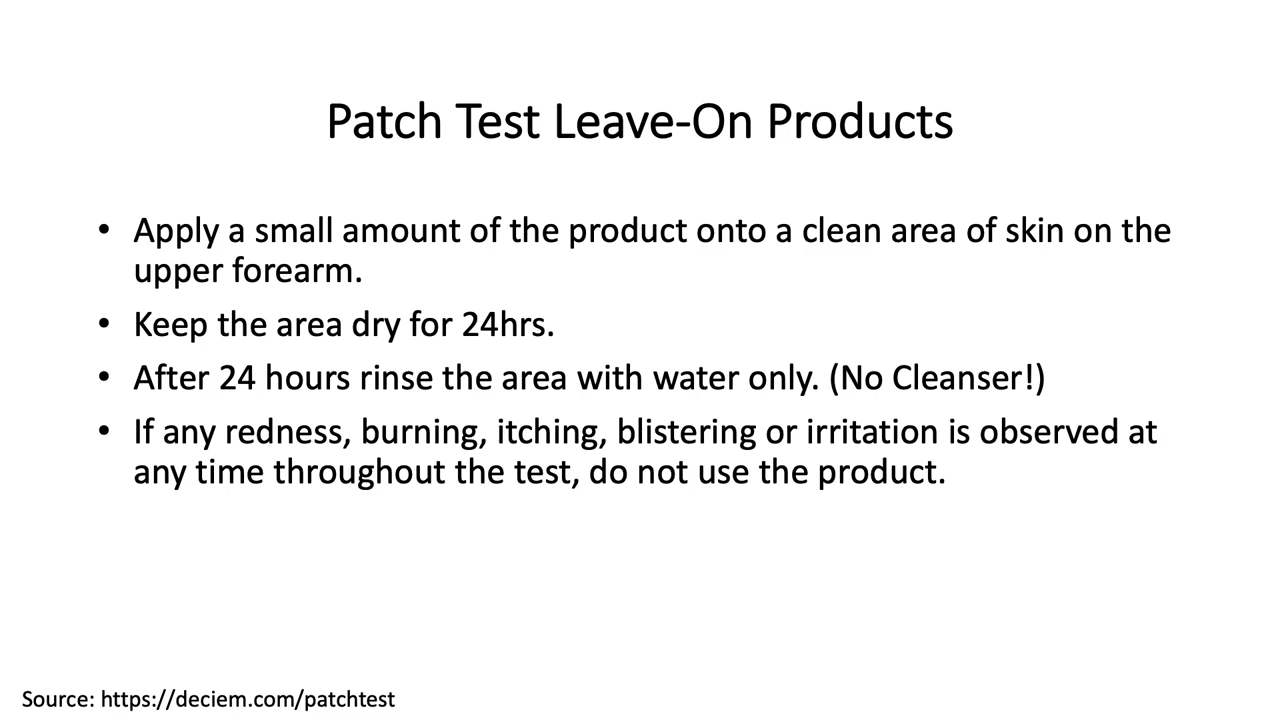 Patch Test Leave-On Products
• Apply a small amount of the product onto a clean area of skin on the
upper forearm.
• Keep the area dry for 24hrs.
• After 24 hours rinse the area with water only. (No Cleanser!)
• If any redness, burning, itching, blistering or irritation is observed at
any time throughout the test, do not use the product.
Source: https://deciem.com/patchtest